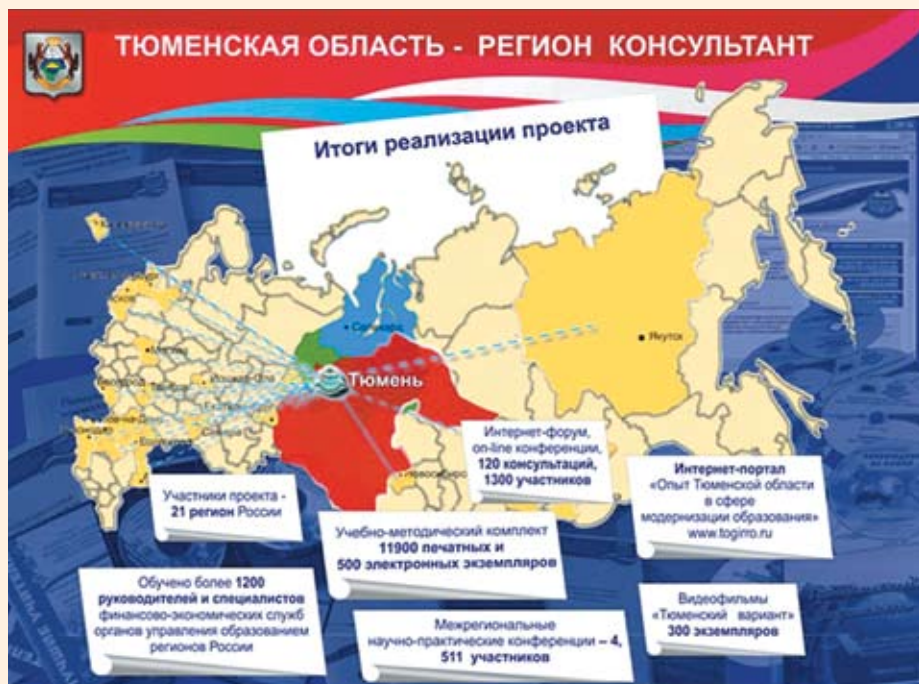 ТЮМЕНСКАЯ ОБЛАСТЬ - РЕГИОН КОНСУЛЬТАНТ
Итоги реализации проекта
Якутск
Тюмень
Интернет-форум,
on-line конференции,
120 консультаций,
1300 участников
Интернет-портал
«Опыт Тюменской области
в сфере
модернизации образования»
www.togirro.ru
Участники проекта -
21 регион России
Учебно-методический комплект
11900 печатных и
500 электронных экземпляров
Обучено более 1200
руководителей и специалистов
финансово-экономических служб
органов управления образованием
регионов России
Межрегиональные
научно-практические конференции – 4,
511 участников
Видеофильмы
«Тюменский вариант»
300 экземпляров